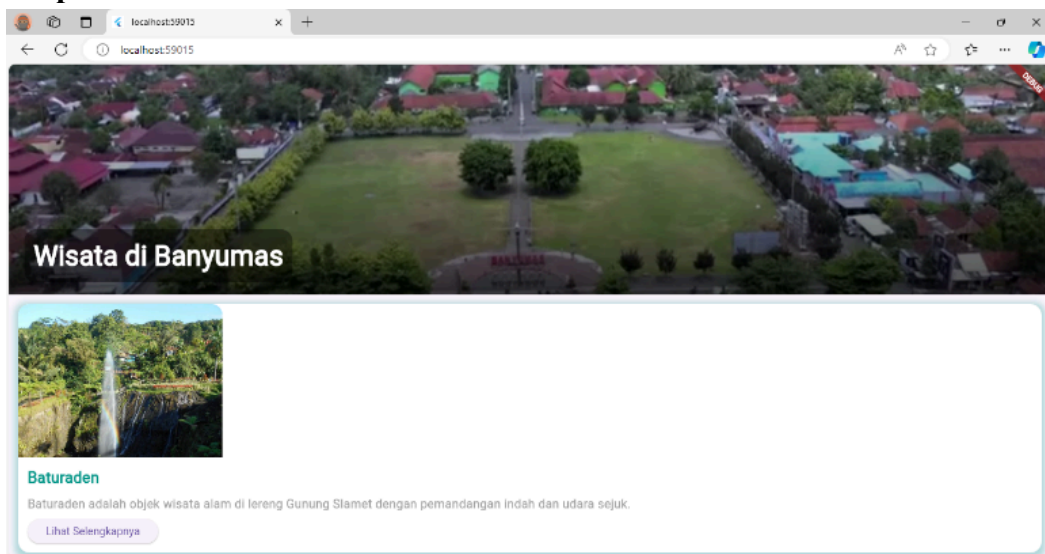 localhost:59015
localhost:59015
DEBUG
Wisata di Banyumas
Baturaden
Baturaden adalah objek wisata alam di lereng Gunung Slamet dengan pemandangan indah dan udara sejuk.
Lihat Selengkapnya